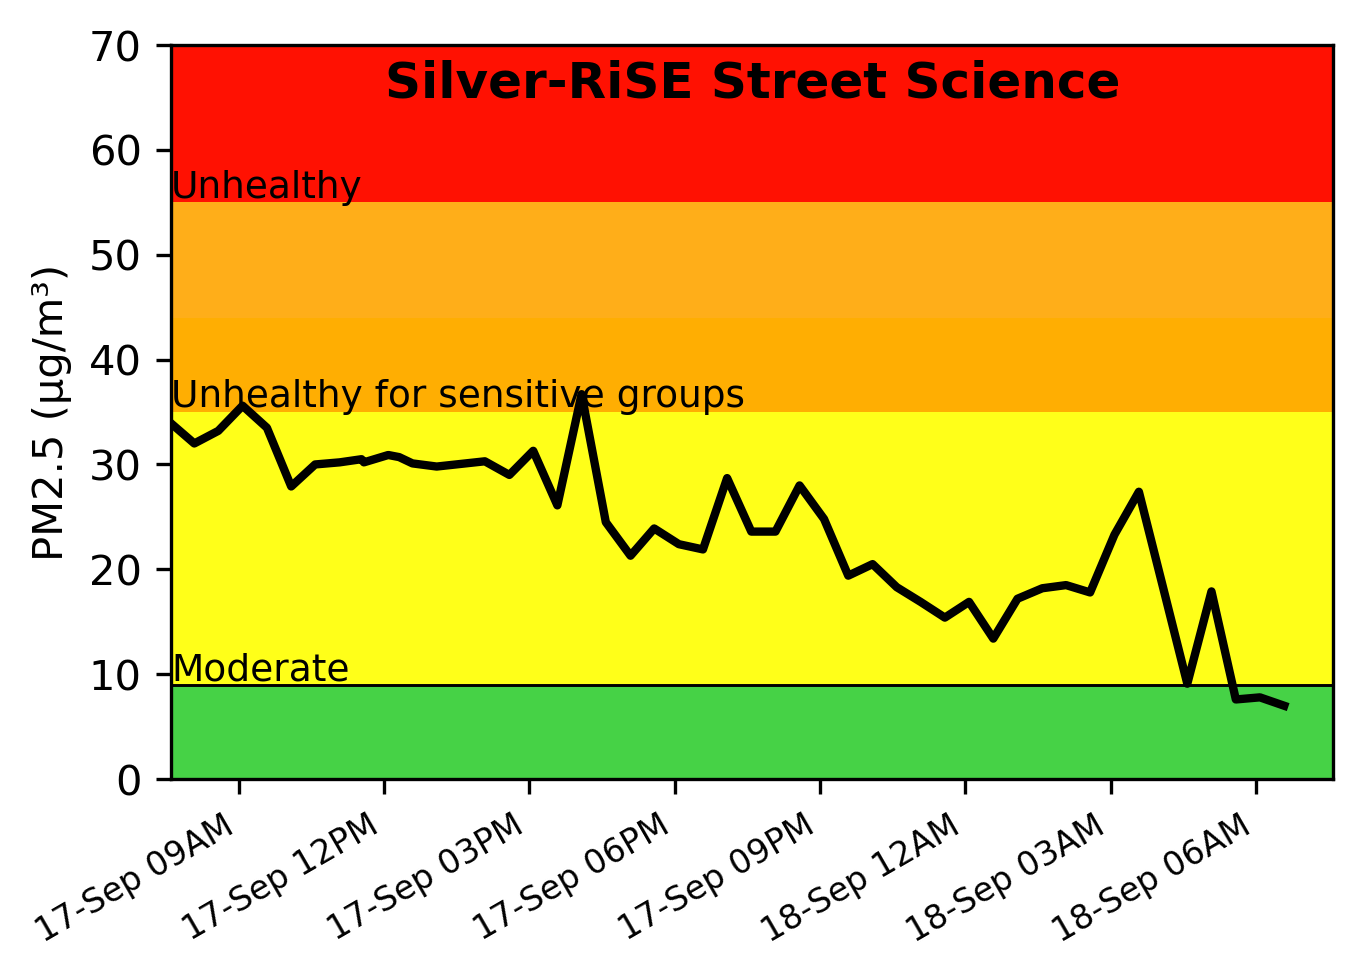 Silver-RiSE Street Science
70
60
Unhealthy
50
40
Unhealthy for sensitive groups
30
20
Moderate
10
0
PM2.5 (µg/m³)
17-Sep 09AM
17-Sep 12PM
17-Sep 03PM
17-Sep 06PM
17-Sep 09PM
18-Sep 12AM
18-Sep 03AM
18-Sep 06AM